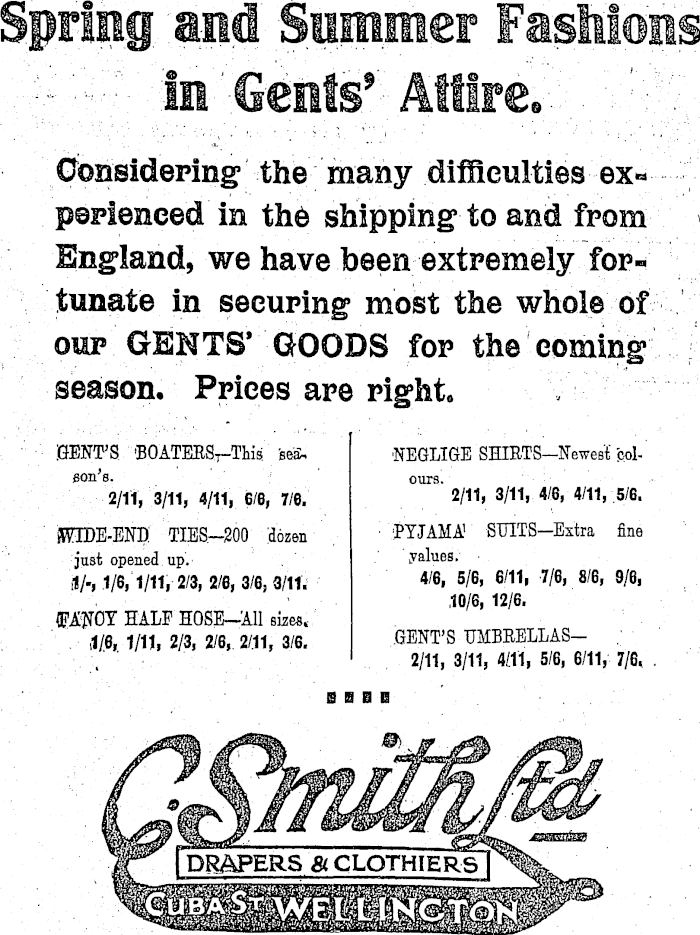 Spring and Summer Fashions
in Gents' Attire.
Considering the many difficulties ex-
perienced in the shipping to and from
England, we have been extremely for-
tunate in securing most the whole of
our GENTS' GOODS for the coming
season. Prices are right.
GENT'S BOATERS—This sea-
son's.
2/11, 3/11, 4/11, 6/6, 7/6.
WIDE-END TIES—200 dozen
just opened up.
1/-, 1/6, 1/11, 2/3, 2/6, 3/6, 3/11.
FANCY HALF HOSE—All sizes.
1/6, 1/11, 2/3, 2/6, 2/11, 3/6.
NEGLIGE SHIRTS—Newest col-
ours.
2/11, 3/11, 4/6, 4/11, 5/6.
PYJAMA SUITS—Extra fine
values.
4/6, 5/6, 6/11, 7/6, 8/6, 9/6,
10/6, 12/6.
GENT'S UMBRELLAS—
2/11, 3/11, 4/11, 5/6, 6/11, 7/6.
C. Smith Ltd
DRAPERS & CLOTHIERS
CUBA ST WELLINGTON